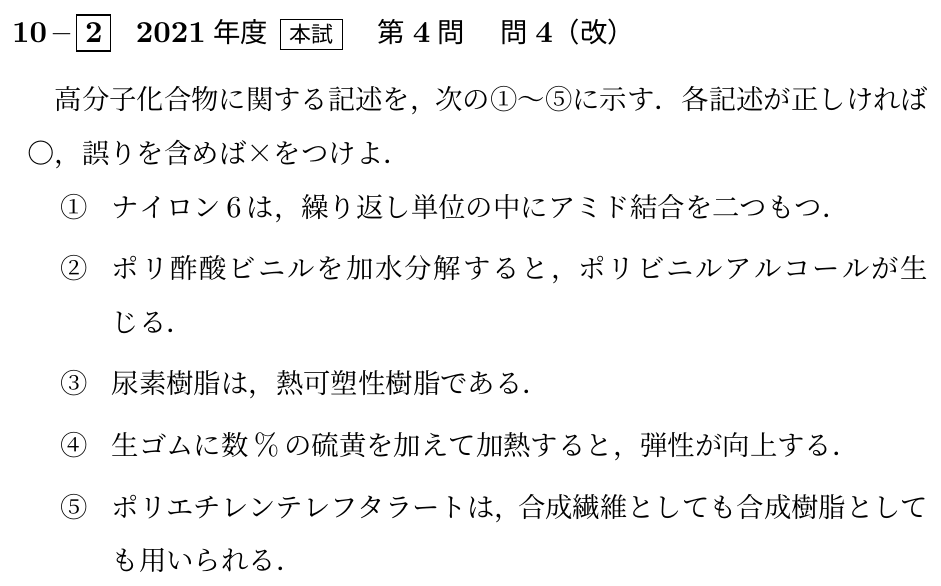 10－2 2021 年度 本試 第 4 問 問 4（改）
高分子化合物に関する記述を，次の①～⑤に示す．各記述が正しければ
○，誤りを含めば×をつけよ．
① ナイロン 6 は，繰り返し単位の中にアミド結合を二つもつ．
② ポリ酢酸ビニルを加水分解すると，ポリビニルアルコールが生
じる．
③ 尿素樹脂は，熱可塑性樹脂である．
④ 生ゴムに数 % の硫黄を加えて加熱すると，弾性が向上する．
⑤ ポリエチレンテレフタラートは，合成繊維としても合成樹脂として
も用いられる．